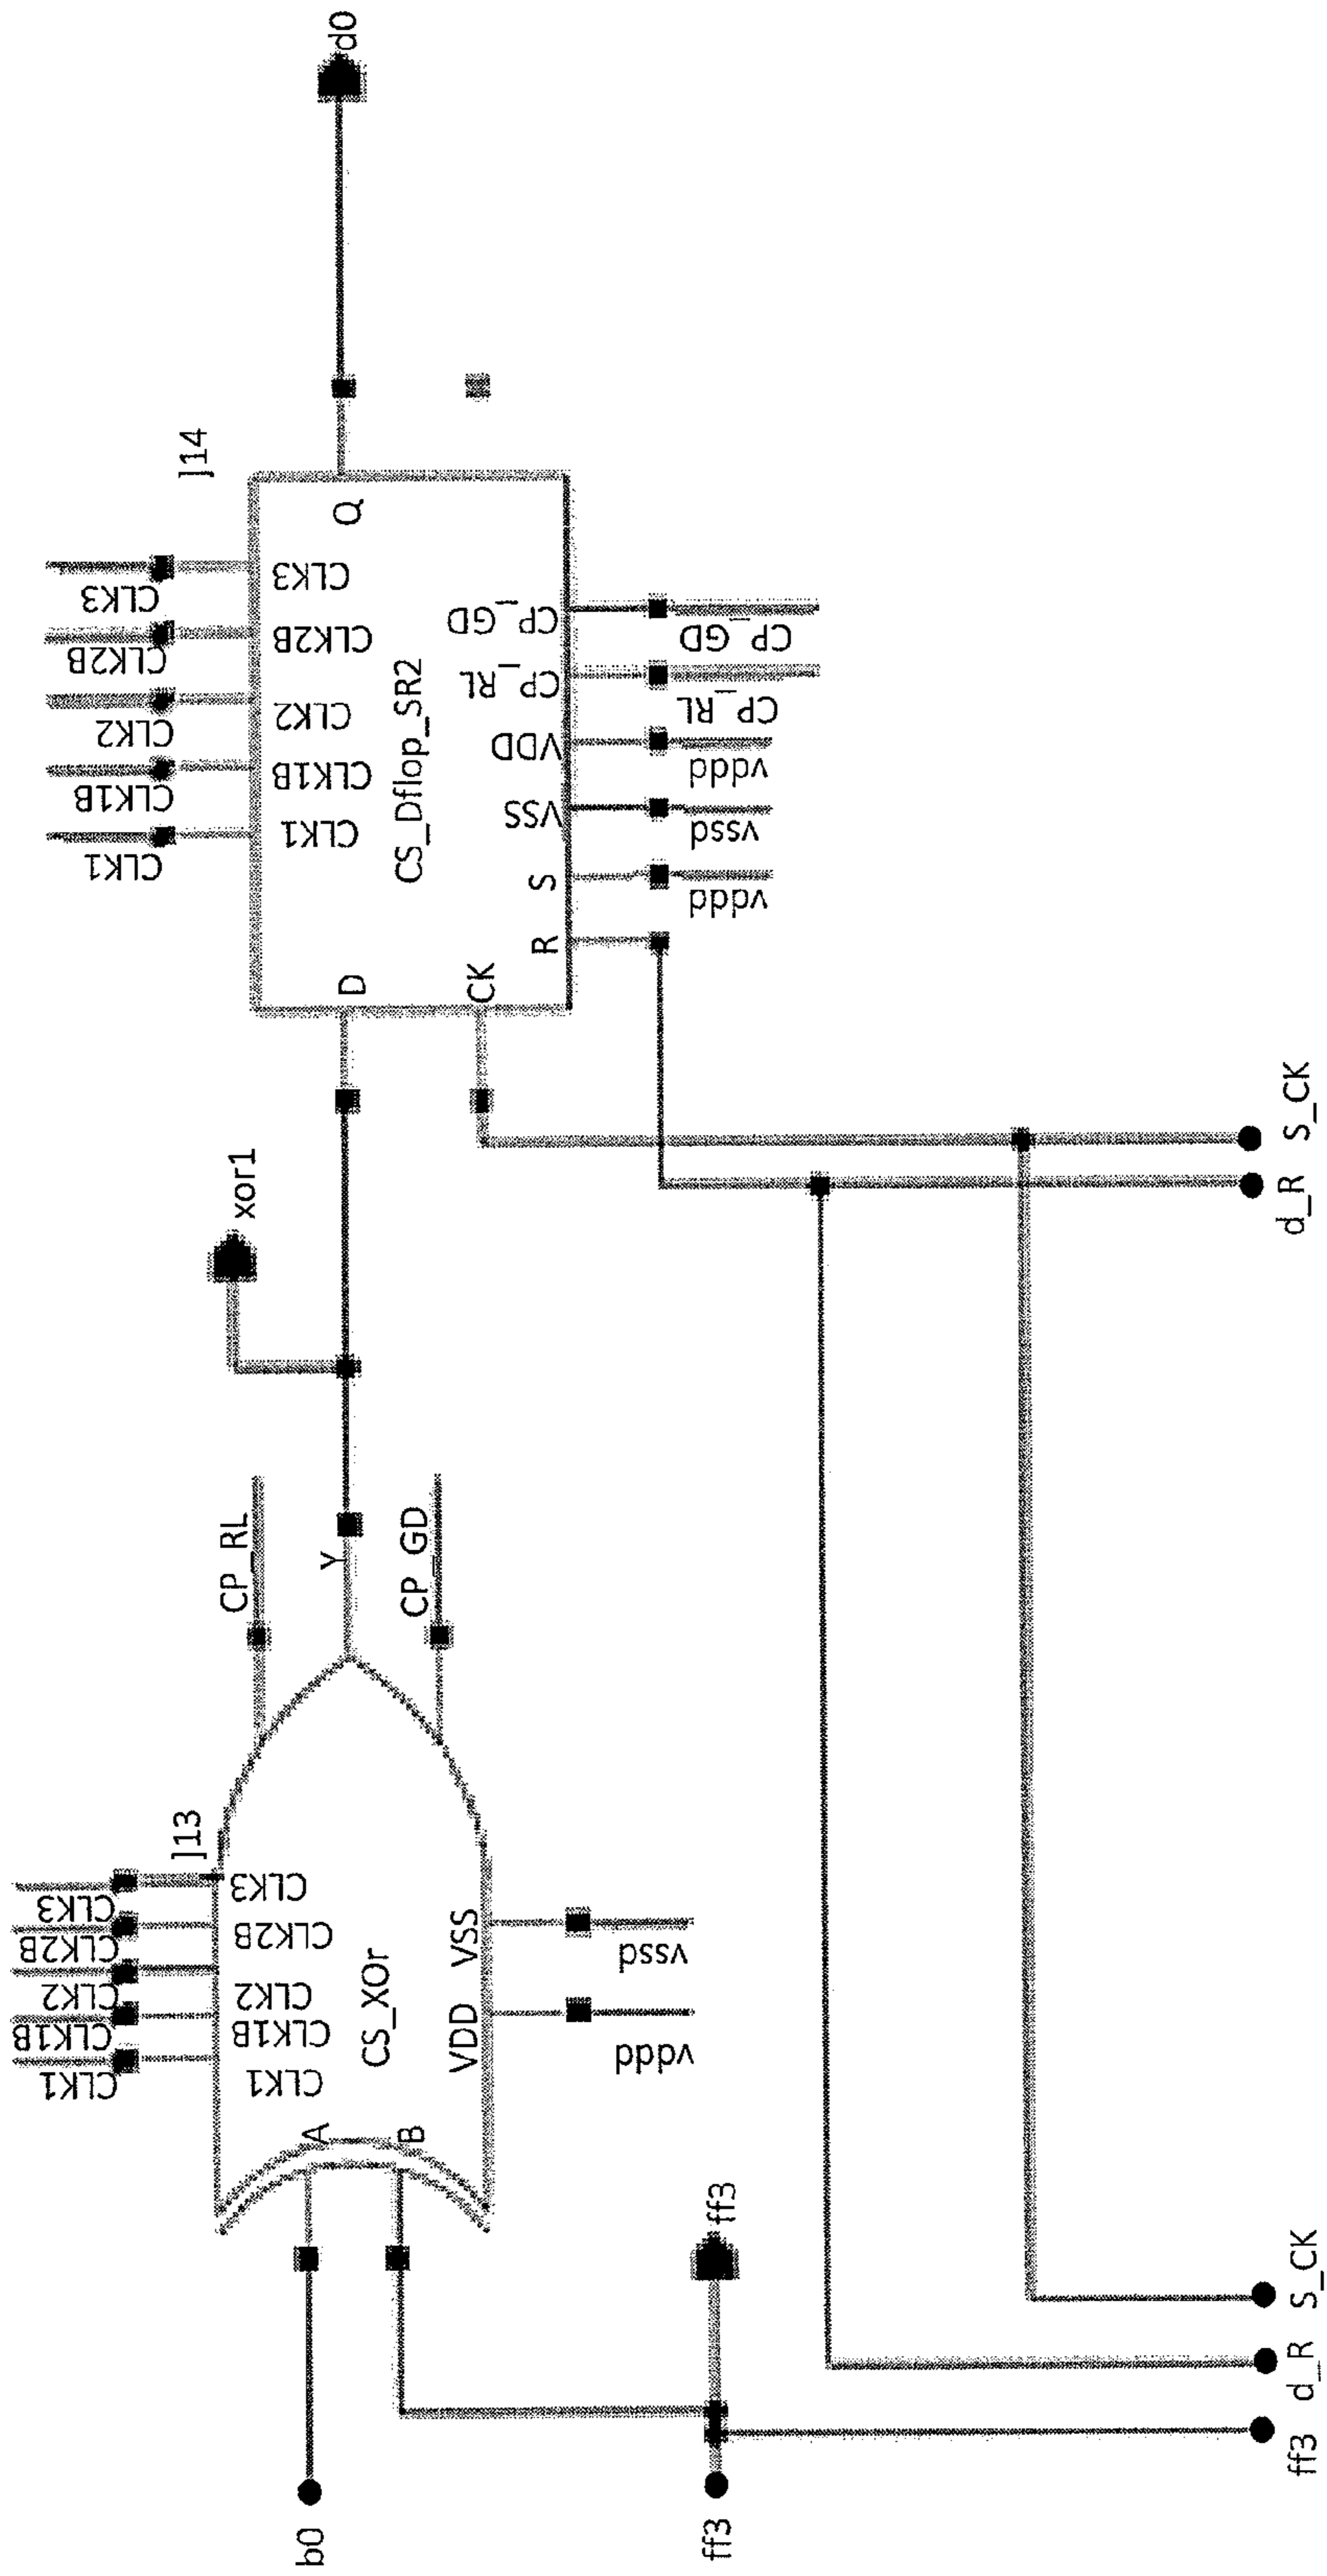 d0
J14
CLK3
CLK2B
CLK2
CLK1B
CLK1
Q
CLK3
CLK2B
CLK2
CLK1B
CLK1
CS_Dflop_SR2
CP_GD
CP_RL
VDD
VSS
S
R
D
CK
CP_GD
CP_RL
vddd
vssd
vddd
xor1
S_CK
d_R
CP_RL
Y
CP_GD
J13
CLK3
CLK2B
CLK2
CLK1B
CLK1
CLK3
CLK2B
CLK2
CLK1B
CLK1
CS_XOr
VSS
VDD
A
B
vssd
vddd
ff3
b0
ff3
S_CK
d_R
ff3